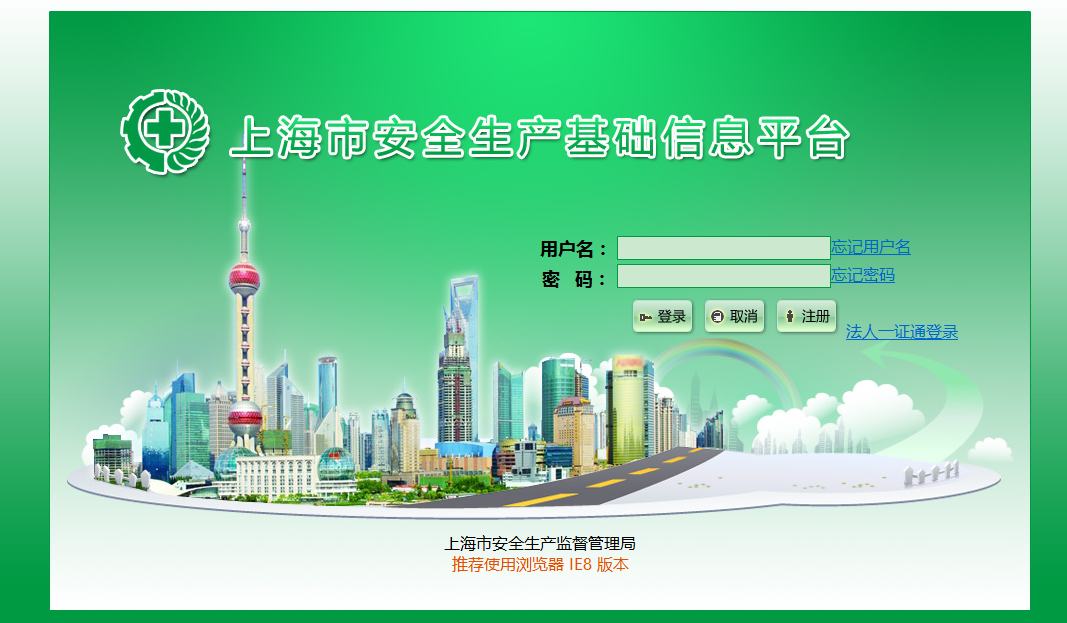 上海市安全生产基础信息平台
用户名： 忘记用户名
密 码： 忘记密码
登录 取消 注册
法人一证通登录
上海市安全生产监督管理局
推荐使用浏览器 IE8 版本